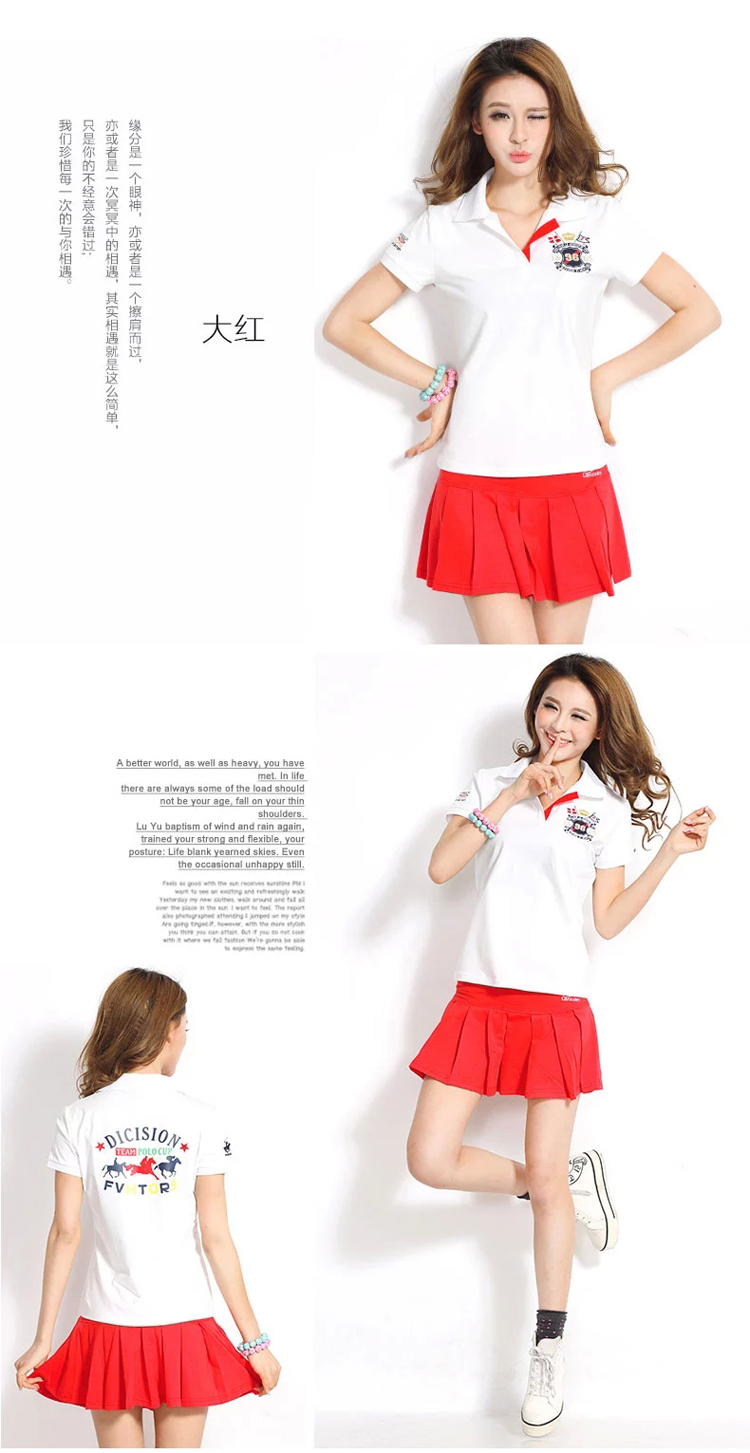 缘分是一个眼神，亦或者是一个擦肩而过，
亦或者是一次冥冥中的相遇，其实相遇就是这么简单，
只是你的不经意会错过；
我们珍惜每一次的与你相遇。
大红
36
A better world, as well as heavy, you have
met. In life
there are always some of the load should
not be your age, fall on your thin
shoulders.
Lu Yu baptism of wind and rain again,
trained your strong and flexible, your
posture: Life blank yearned skies. Even
the occasional unhappy still.
Feels so good with the sun receives sunshine PM I
want to see an exciting and refreshingly walk
Yesterday my new clothes, walk around and fall all
over the place in the sun. I want to feel. The report
also photographed attending I jumped on my style
Are going tinged.If, however, with the more stylish
you think you can attain. But if you do not cook
with it where we fall fashion We're gonna be able
to express the same feeling.
36
DICISION
TEAM POLO CUP